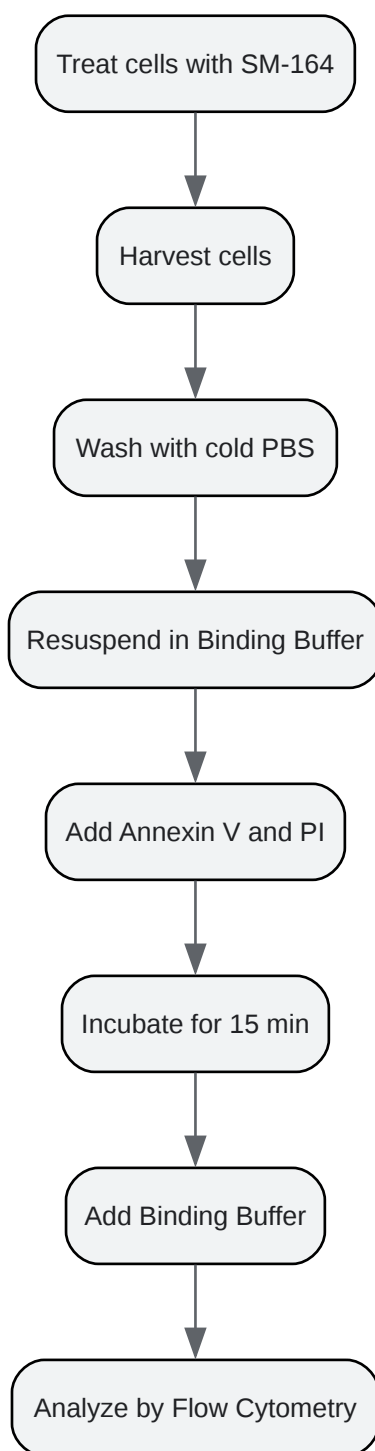 Treat cells with SM-164
Harvest cells
Wash with cold PBS
Resuspend in Binding Buffer
Add Annexin V and PI
Incubate for 15 min
Add Binding Buffer
Analyze by Flow Cytometry